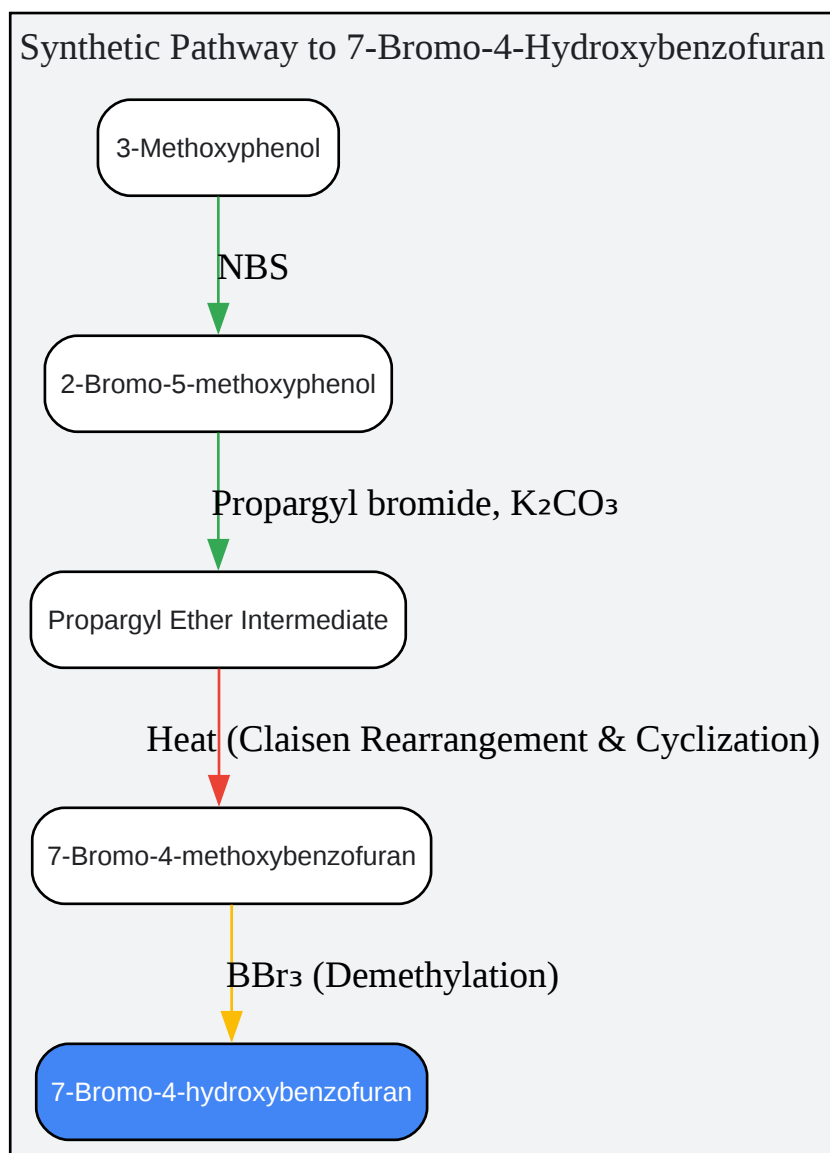 Synthetic Pathway to 7-Bromo-4-Hydroxybenzofuran
3-Methoxyphenol
NBS
2-Bromo-5-methoxyphenol
Propargyl bromide, K₂CO₃
Propargyl Ether Intermediate
Heat (Claisen Rearrangement & Cyclization)
7-Bromo-4-methoxybenzofuran
BBr₃ (Demethylation)
7-Bromo-4-hydroxybenzofuran